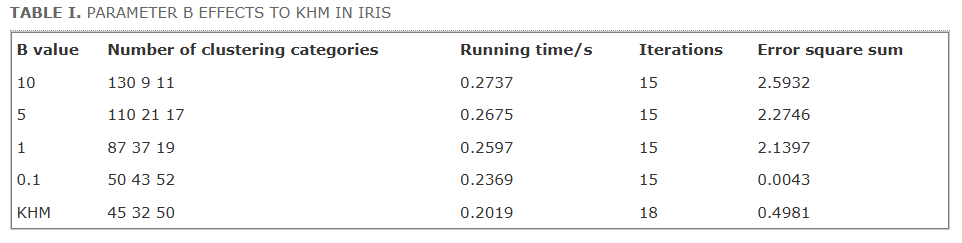 TABLE I. PARAMETER B EFFECTS TO KHM IN IRIS
B value Number of clustering categories Running time/s Iterations Error square sum
10 130 9 11 0.2737 15 2.5932
5 110 21 17 0.2675 15 2.2746
1 87 37 19 0.2597 15 2.1397
0.1 50 43 52 0.2369 15 0.0043
KHM 45 32 50 0.2019 18 0.4981